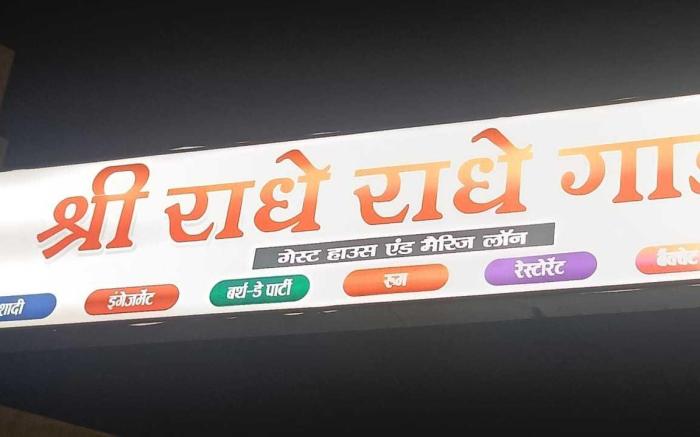 श्री राधे राधे
गेस्ट हाउस एंड मैरिज लॉन
शादी इंगेजमेंट बर्थ-डे पार्टी रूम रेस्टोरेंट बैंक्वेट